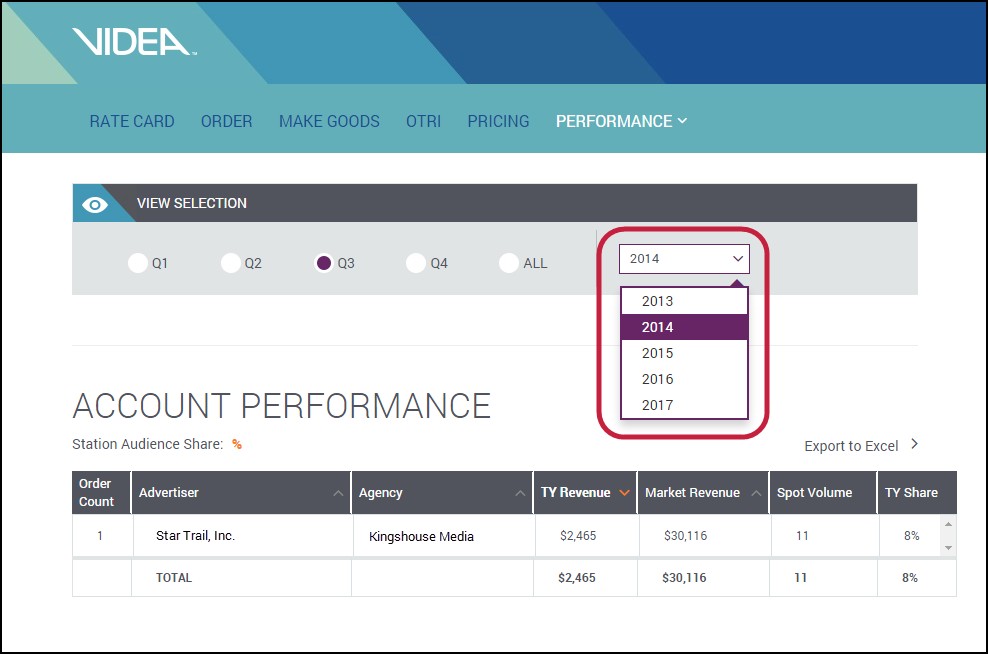 VIDEA™
RATE CARD ORDER MAKE GOODS OTRI PRICING PERFORMANCE
VIEW SELECTION
Q1 Q2 Q3 Q4 ALL 2014
2013
2014
2015
2016
2017
ACCOUNT PERFORMANCE
Station Audience Share: %
Export to Excel
Order Count Advertiser Agency TY Revenue Market Revenue Spot Volume TY Share
1 Star Trail, Inc. Kingshouse Media $2,465 $30,116 11 8%
TOTAL $2,465 $30,116 11 8%